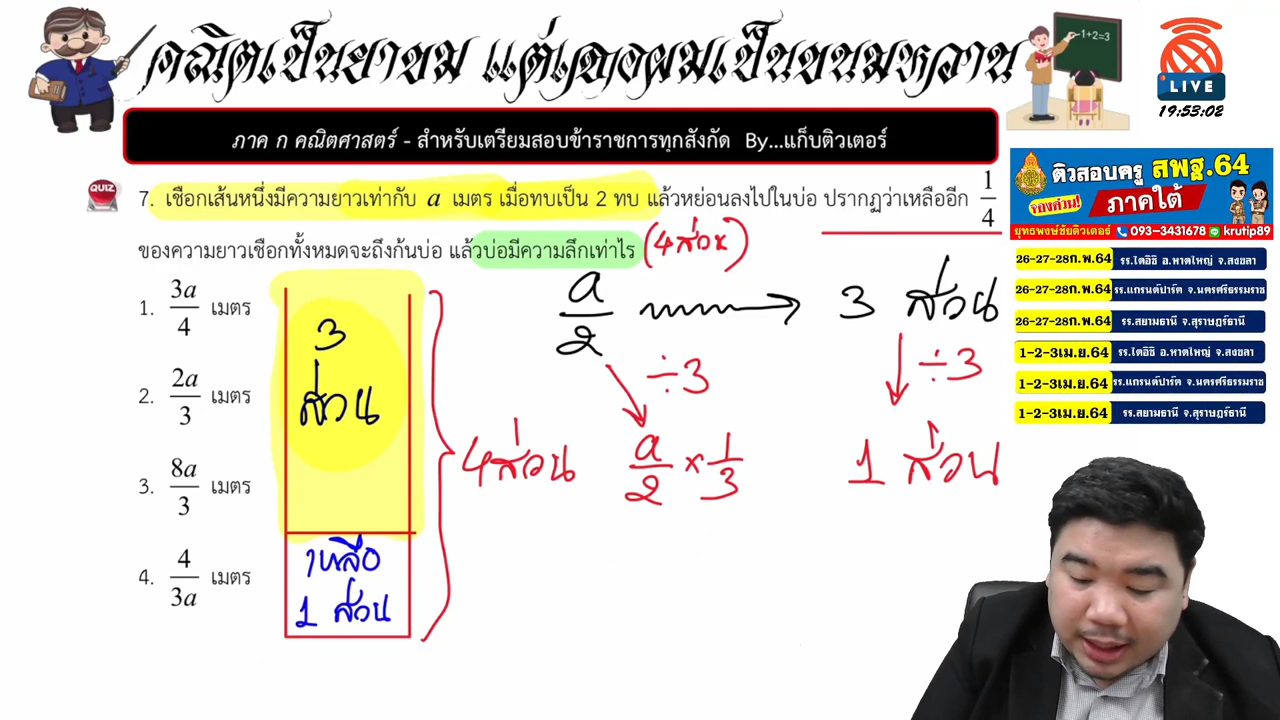 คณิตเป็นยาขม แต่เธอผมเป็นขนมหวาน
1+2=3
LIVE
19:53:02
ภาค ก คณิตศาสตร์ - สำหรับเตรียมสอบข้าราชการทุกสังกัด By...แก็บติวเตอร์
ติวสอบครู สพฐ.64
จองด่วน! ภาคใต้
ยุทธพงษ์ชัยติวเตอร์ 093-3431678 krutip89
QUIZ
7. เชือกเส้นหนึ่งมีความยาวเท่ากับ a เมตร เมื่อทบเป็น 2 ทบ แล้วหย่อนลงไปในบ่อ ปรากฏว่าเหลืออีก 1/4
ของความยาวเชือกทั้งหมดจะถึงก้นบ่อ แล้วบ่อมีความลึกเท่าไร (4ส่วน)
26-27-28ก.พ.64 รร.ไดอิชิ อ.หาดใหญ่ จ.สงขลา
26-27-28ก.พ.64 รร.แกรนด์ปาร์ค จ.นครศรีธรรมราช
26-27-28ก.พ.64 รร.สยามธานี จ.สุราษฎร์ธานี
1-2-3เม.ย.64 รร.ไดอิชิ อ.หาดใหญ่ จ.สงขลา
1-2-3เม.ย.64 รร.แกรนด์ปาร์ค จ.นครศรีธรรมราช
1-2-3เม.ย.64 รร.สยามธานี จ.สุราษฎร์ธานี
1. 3a/4 เมตร
2. 2a/3 เมตร
3. 8a/3 เมตร
4. 4/3a เมตร
3
ส่วน
เหลือ
1 ส่วน
4ส่วน
a/2 → 3 ส่วน
÷3 ÷3
a/2 × 1/3 1 ส่วน